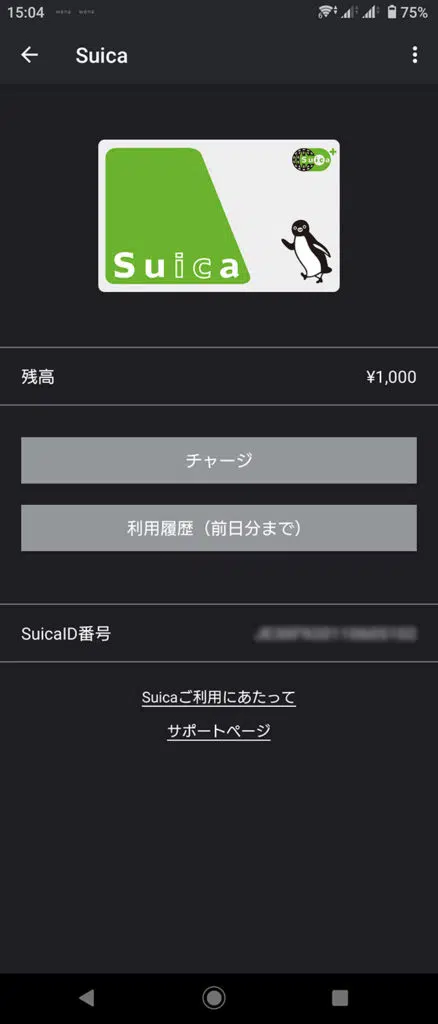 15:04 wena wena 75%
Suica
Suica
Suica
残高 ¥1,000
チャージ
利用履歴（前日分まで）
SuicaID番号
Suicaご利用にあたって
サポートページ